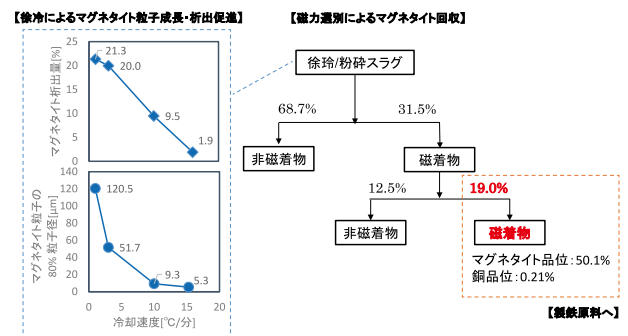 【徐冷によるマグネタイト粒子成長・析出促進】
【磁力選別によるマグネタイト回収】
マグネタイト析出量[%]
25
20
15
10
5
0
21.3
20.0
9.5
1.9
マグネタイト粒子の
80% 粒子径[μm]
140
120
100
80
60
40
20
0
120.5
51.7
9.3
5.3
0
5
10
15
20
冷却速度[℃/分]
徐玲/粉砕スラグ
68.7%
31.5%
非磁着物
磁着物
12.5%
19.0%
非磁着物
磁着物
マグネタイト品位:50.1%
銅品位:0.21%
【製鉄原料へ】